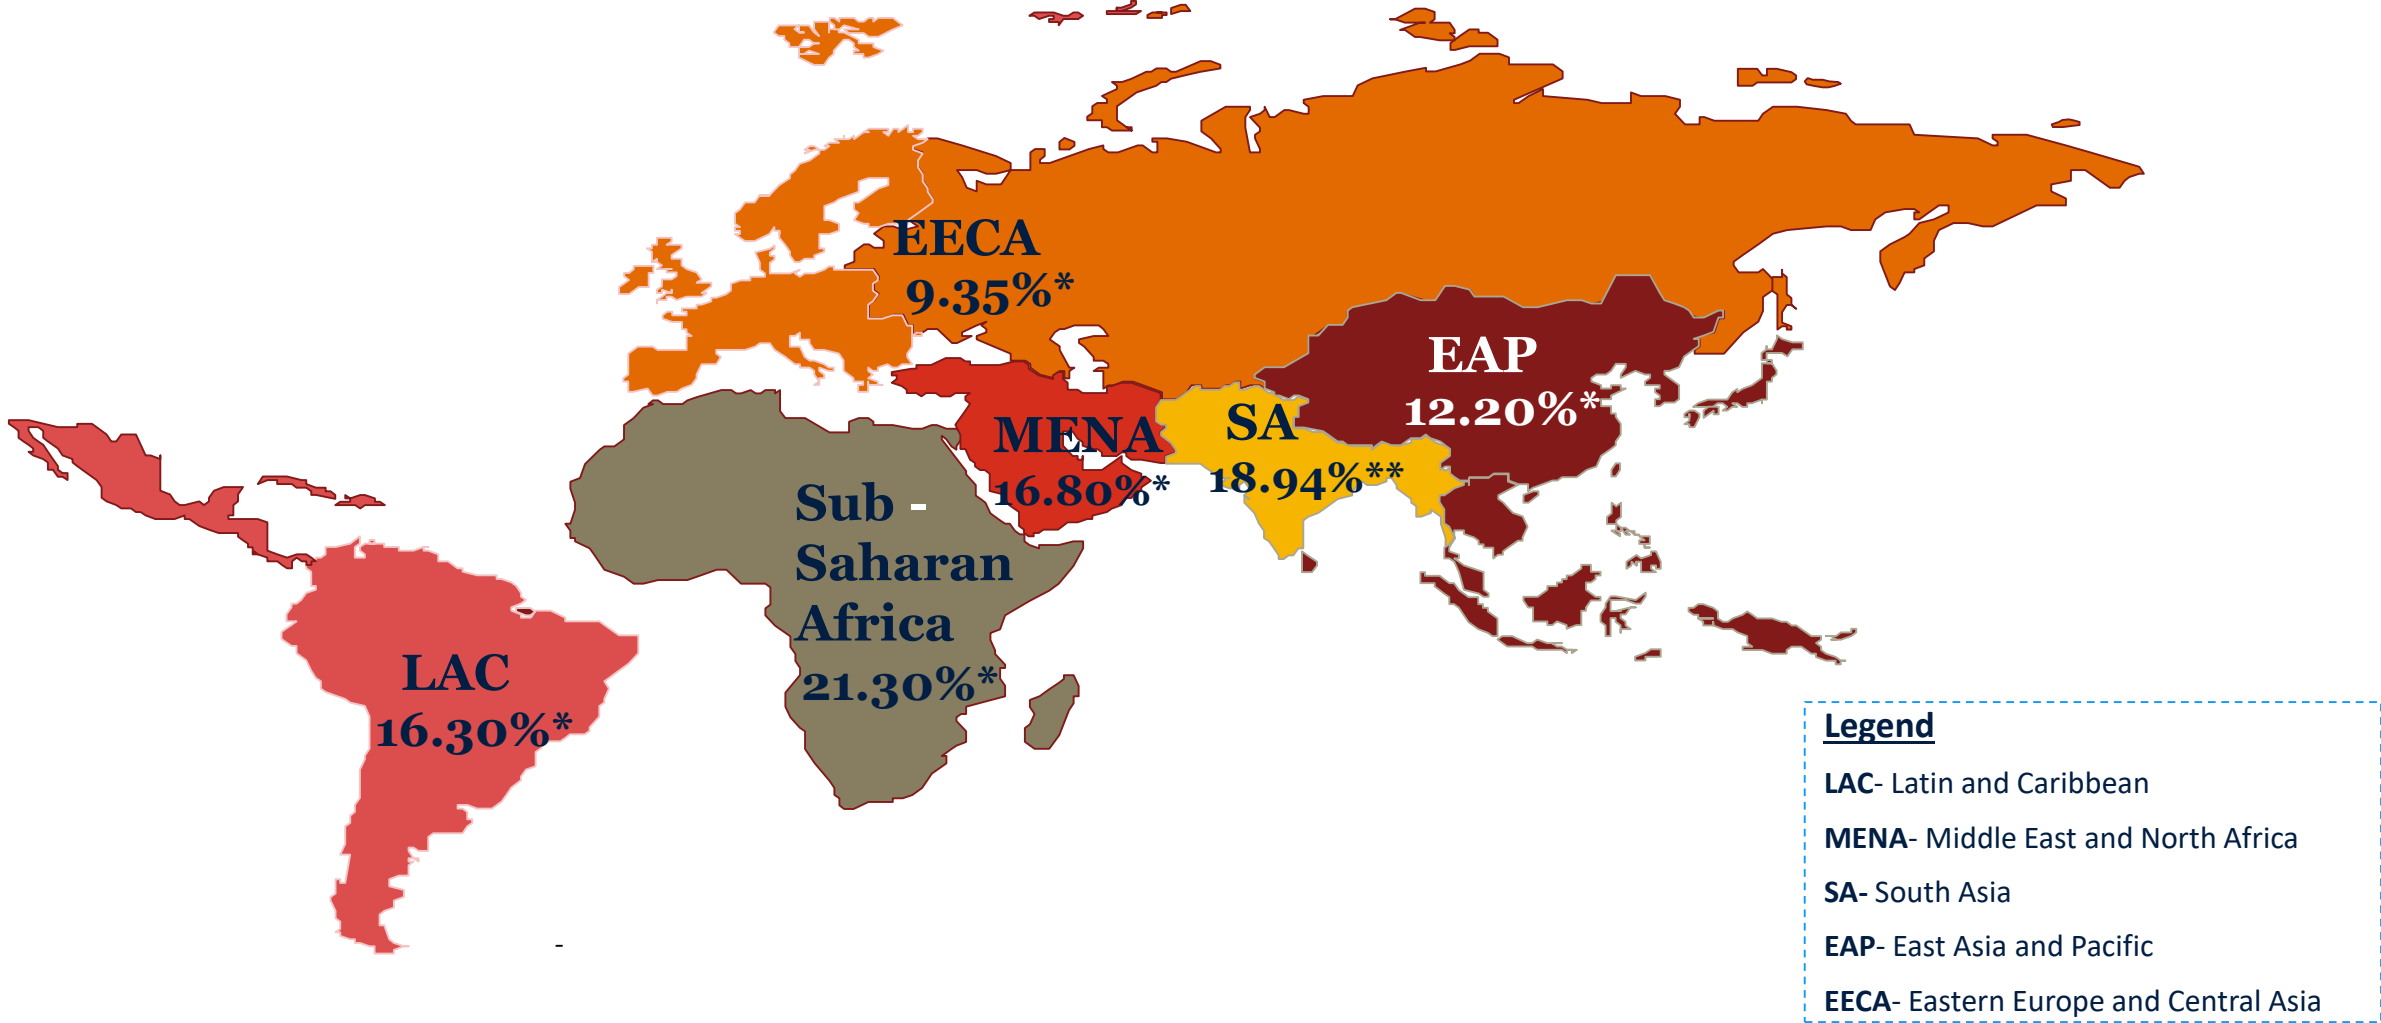 EECA
9.35%*
EAP
12.20%*
MENA
16.80%*
SA
18.94%**
Sub -
Saharan
Africa
21.30%*
LAC
16.30%*
-
Legend
LAC- Latin and Caribbean
MENA- Middle East and North Africa
SA- South Asia
EAP- East Asia and Pacific
EECA- Eastern Europe and Central Asia